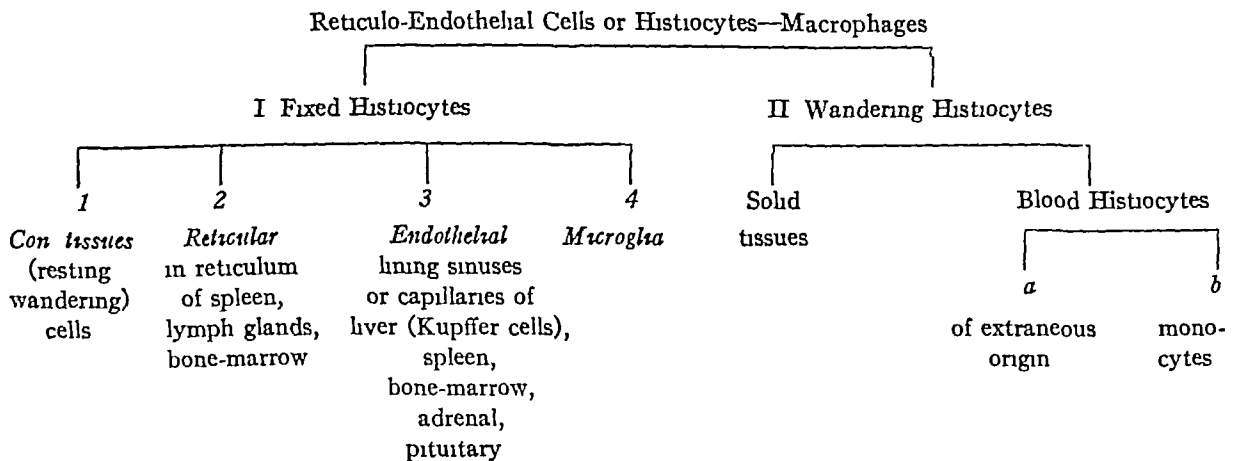 Reticulo-Endothelial Cells or Histiocytes—Macrophages
I Fixed Histiocytes
II Wandering Histiocytes
1
2
3
4
Con tissues
(resting
wandering)
cells
Reticular
in reticulum
of spleen,
lymph glands,
bone-marrow
Endothelial
lining sinuses
or capillaries of
liver (Kupffer cells),
spleen,
bone-marrow,
adrenal,
pituitary
Microglia
Solid
tissues
Blood Histiocytes
a
of extraneous
origin
b
mono-
cytes